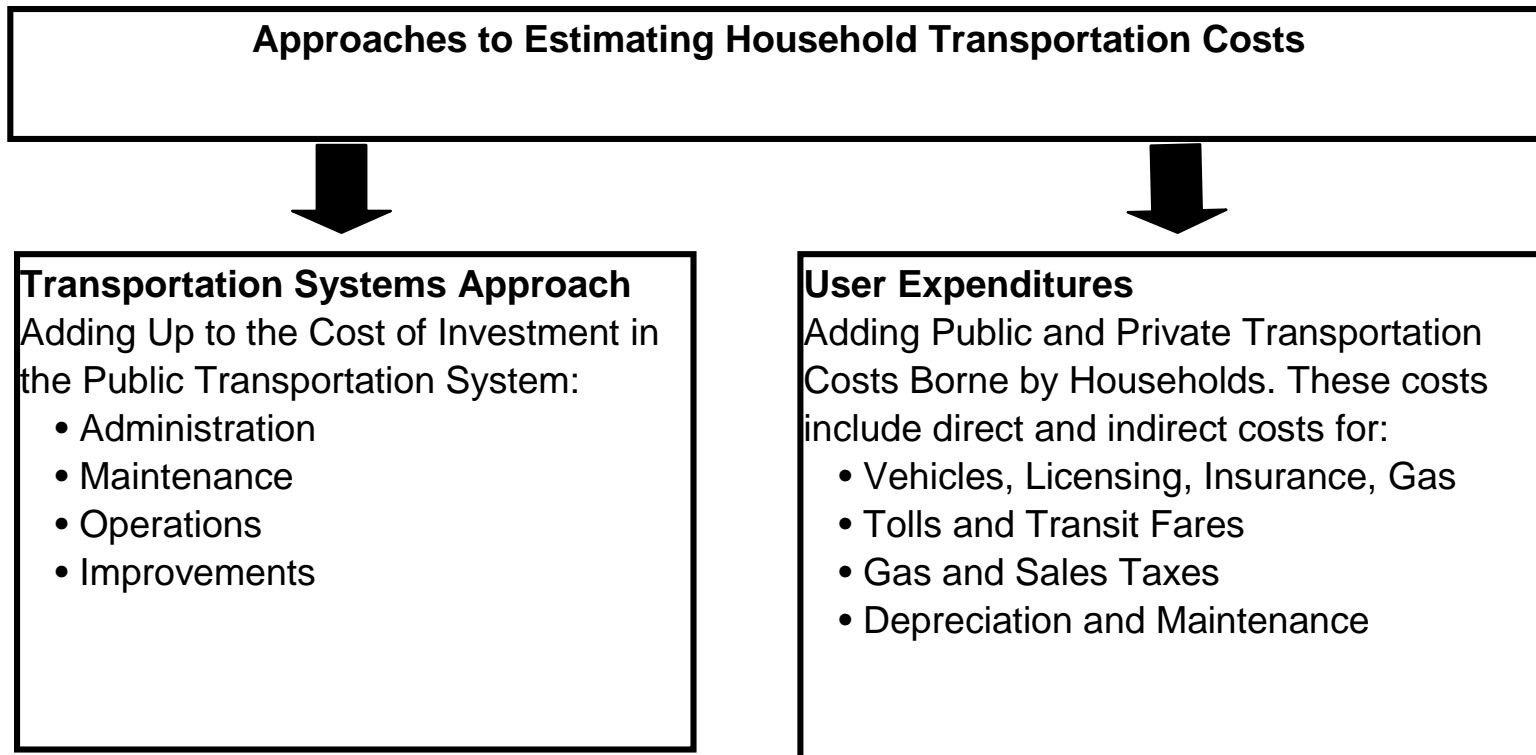 Approaches to Estimating Household Transportation Costs
Transportation Systems Approach
Adding Up to the Cost of Investment in
the Public Transportation System:
• Administration
• Maintenance
• Operations
• Improvements
User Expenditures
Adding Public and Private Transportation
Costs Borne by Households. These costs
include direct and indirect costs for:
• Vehicles, Licensing, Insurance, Gas
• Tolls and Transit Fares
• Gas and Sales Taxes
• Depreciation and Maintenance